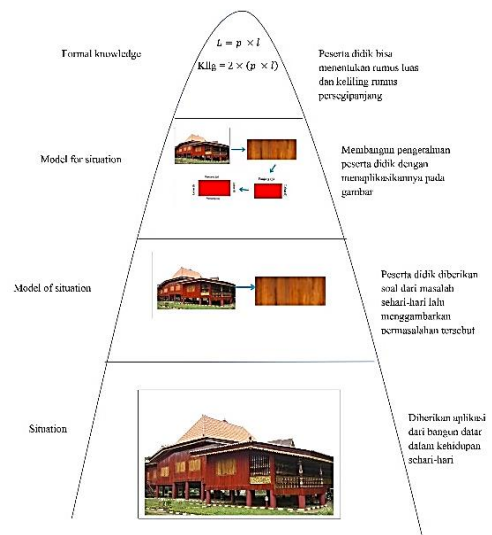 Formal knowledge
L = p × l
Kllg = 2 × (p × l)
Peserta didik bisa
menentukan rumus luas
dan keliling rumus
persegipanjang
Model for situation
Membangun pengetahuan
peserta didik dengan
menaplikasikannya pada
gambar
Model of situation
Peserta didik diberikan
soal dari masalah
sehari-hari lalu
menggambarkan
permasalahan tersebut
Situation
Diberikan aplikasi
dari bangun datar
dalam kehidupan
sehari-hari